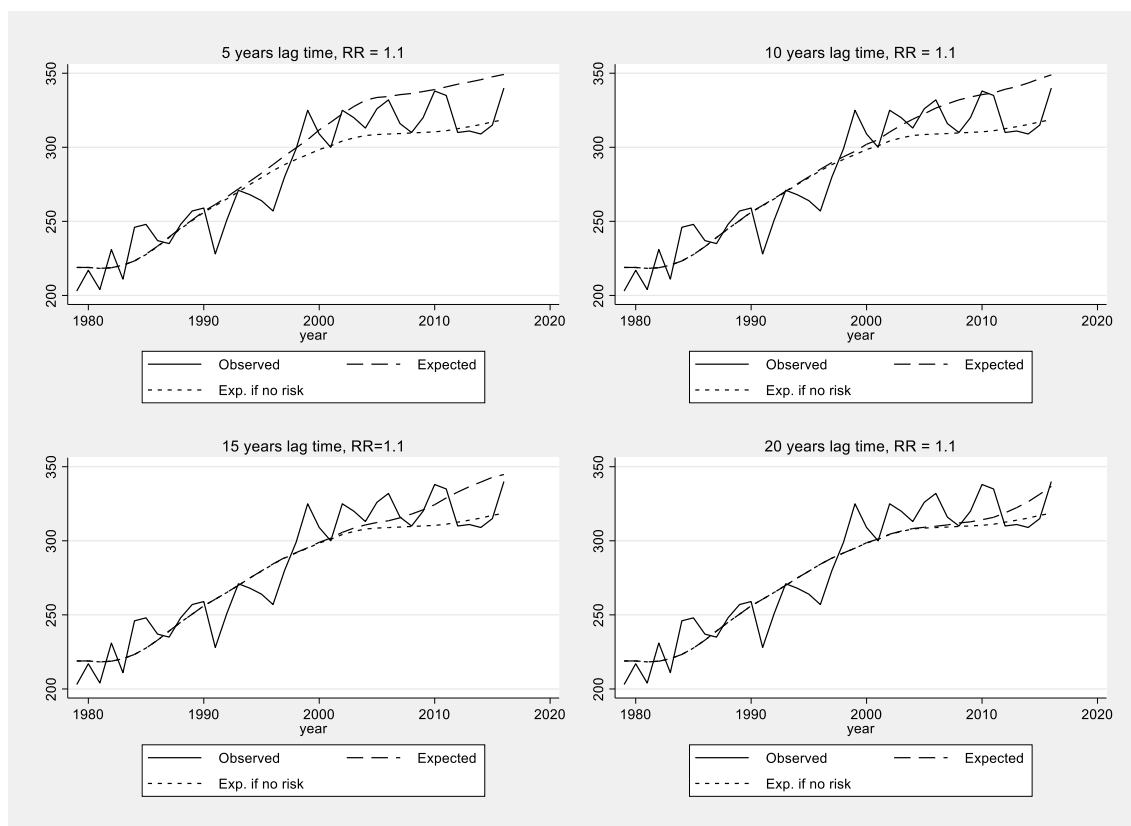 5 years lag time, RR = 1.1
350
300
250
200
1980 1990 2000 2010 2020
year
Observed Expected
Exp. if no risk
10 years lag time, RR = 1.1
350
300
250
200
1980 1990 2000 2010 2020
year
Observed Expected
Exp. if no risk
15 years lag time, RR=1.1
350
300
250
200
1980 1990 2000 2010 2020
year
Observed Expected
Exp. if no risk
20 years lag time, RR = 1.1
350
300
250
200
1980 1990 2000 2010 2020
year
Observed Expected
Exp. if no risk